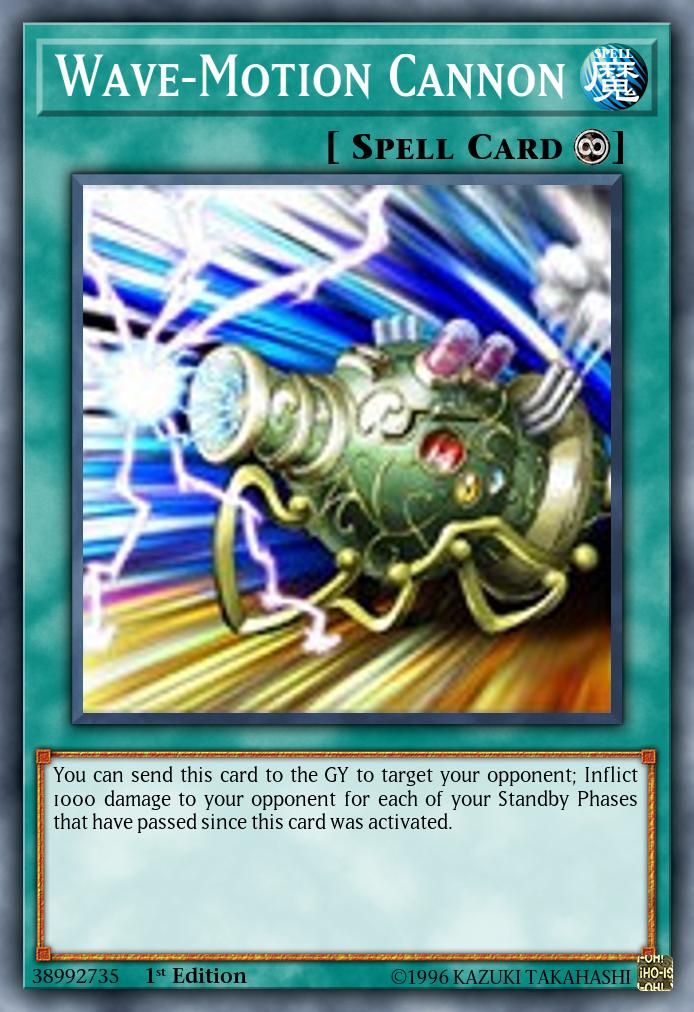 WAVE-MOTION CANNON
SPELL
魔
[ SPELL CARD ]
You can send this card to the GY to target your opponent; Inflict
1000 damage to your opponent for each of your Standby Phases
that have passed since this card was activated.
38992735 1st Edition ©1996 KAZUKI TAKAHASHI